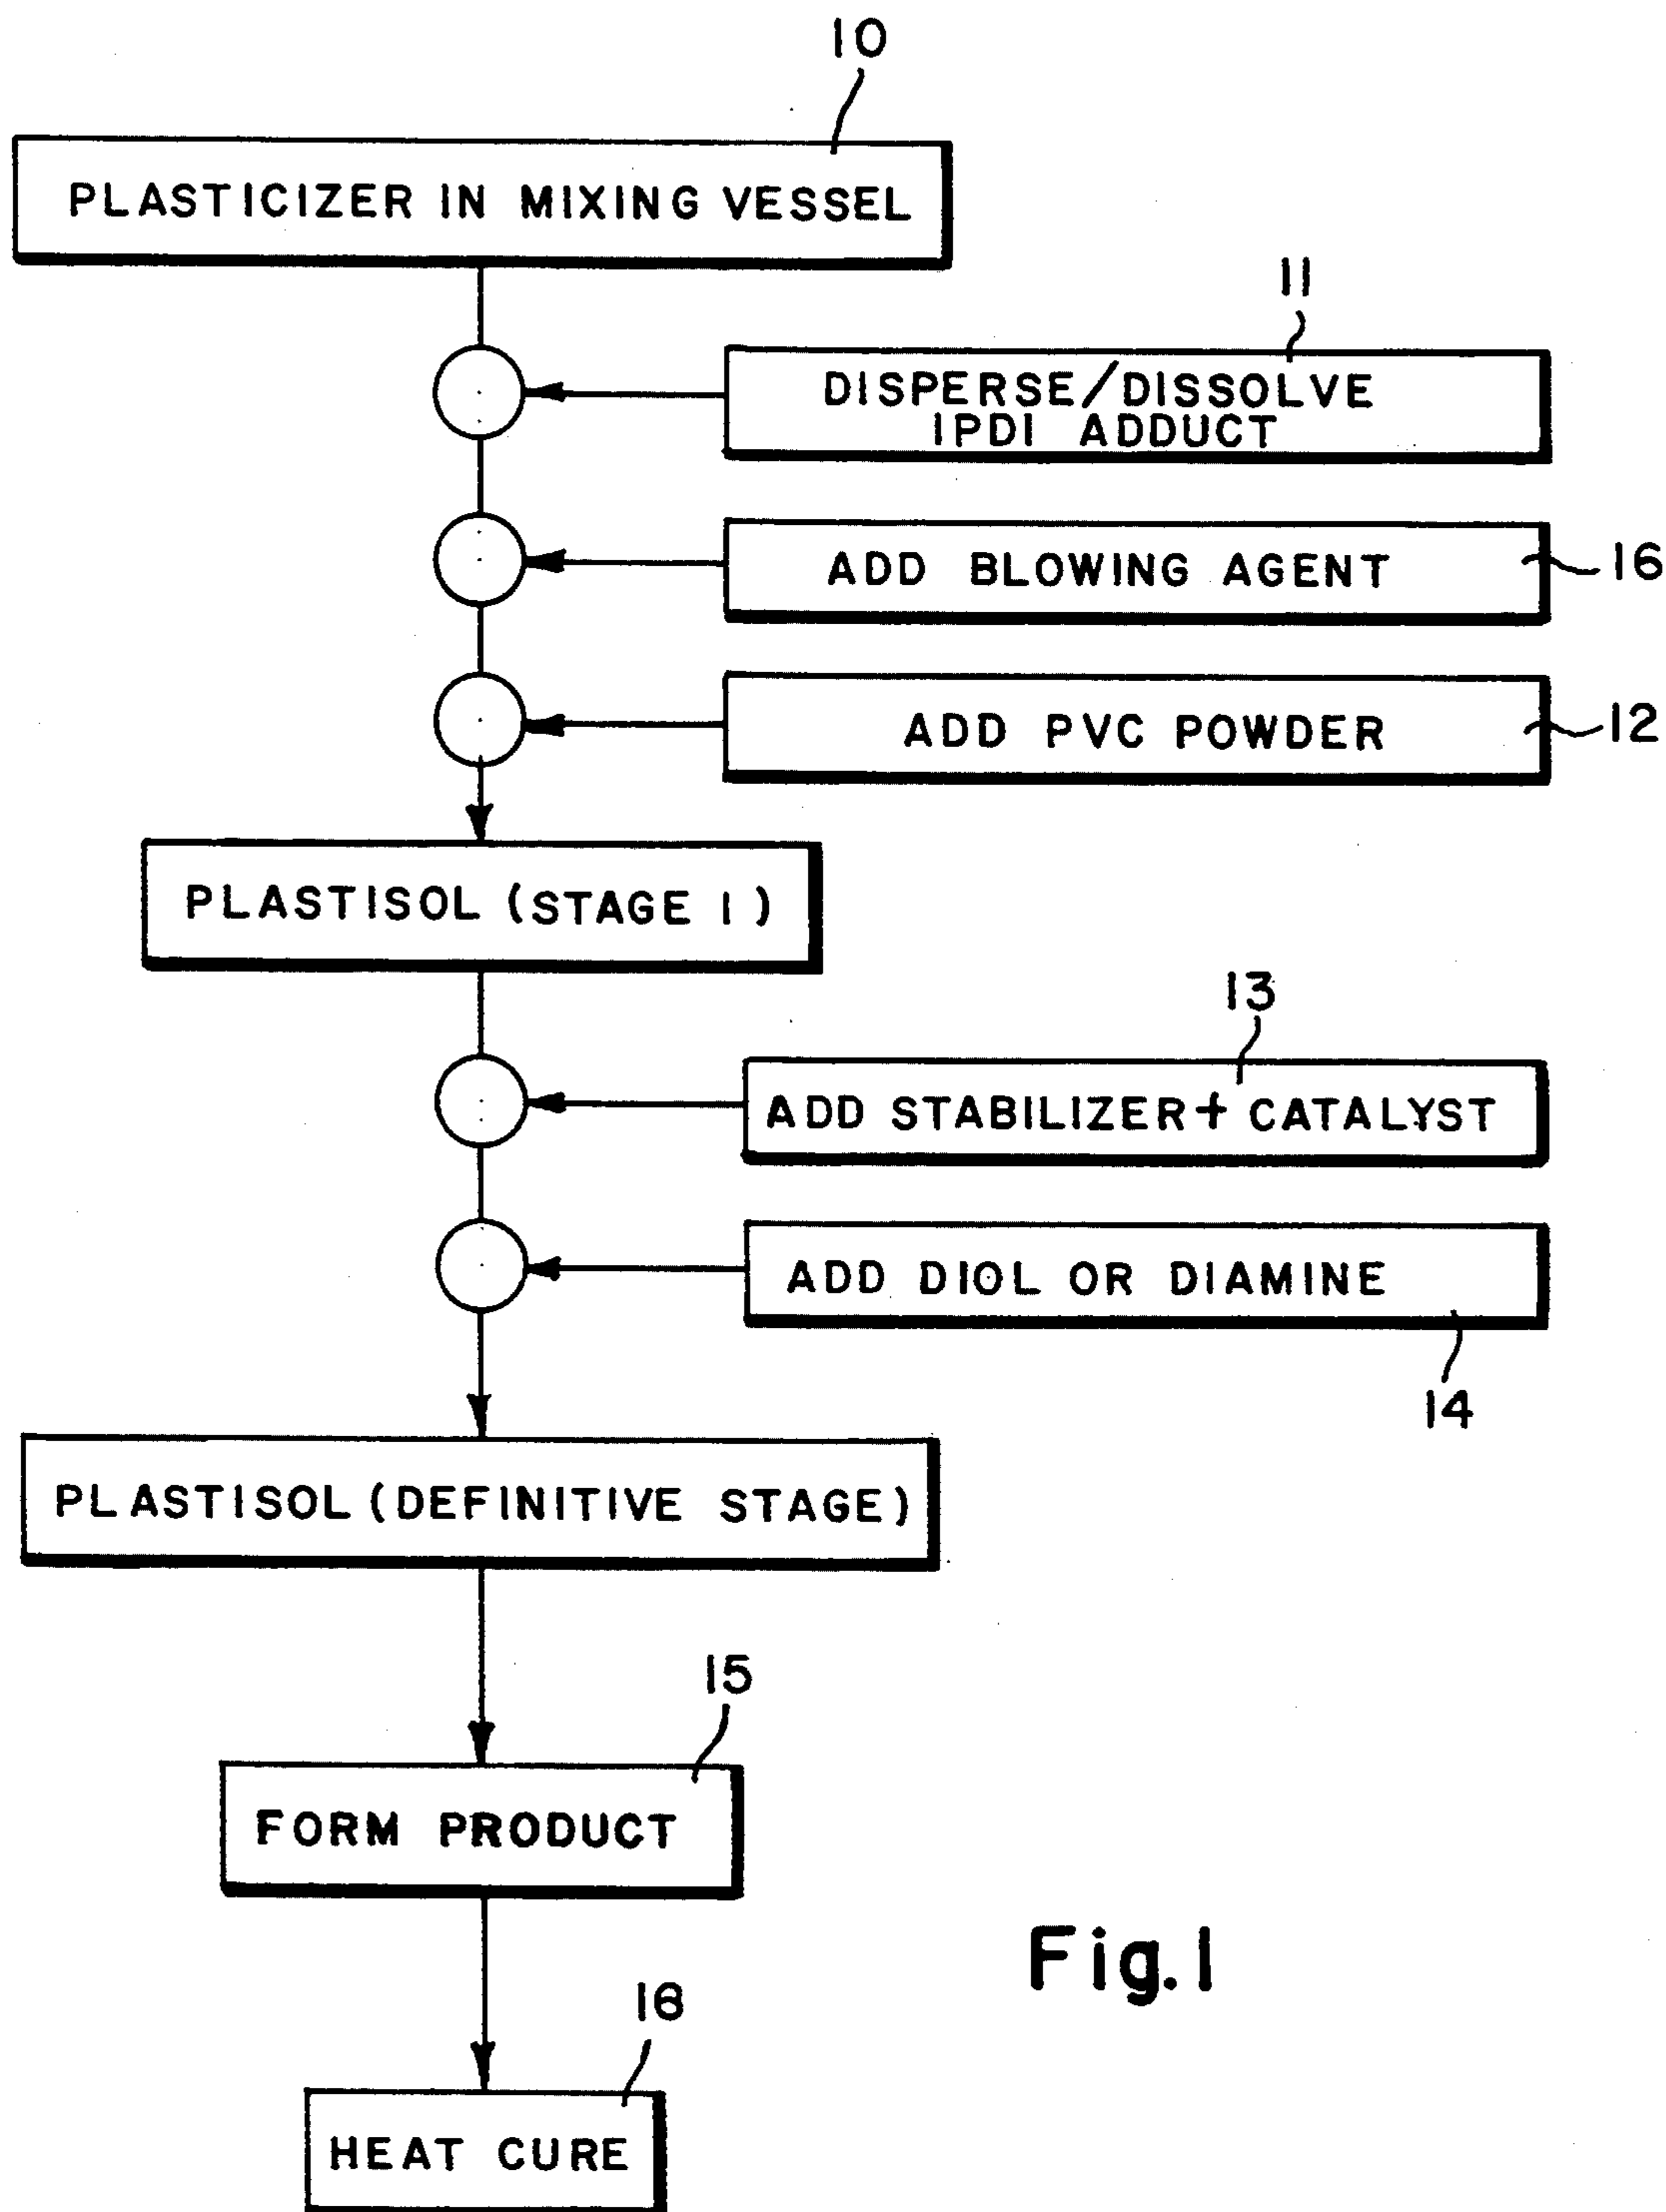 10
PLASTICIZER IN MIXING VESSEL
11
DISPERSE/DISSOLVE
IPDI ADDUCT
ADD BLOWING AGENT
16
ADD PVC POWDER
12
PLASTISOL (STAGE I)
13
ADD STABILIZER+ CATALYST
ADD DIOL OR DIAMINE
14
PLASTISOL (DEFINITIVE STAGE)
15
FORM PRODUCT
Fig.1
HEAT CURE